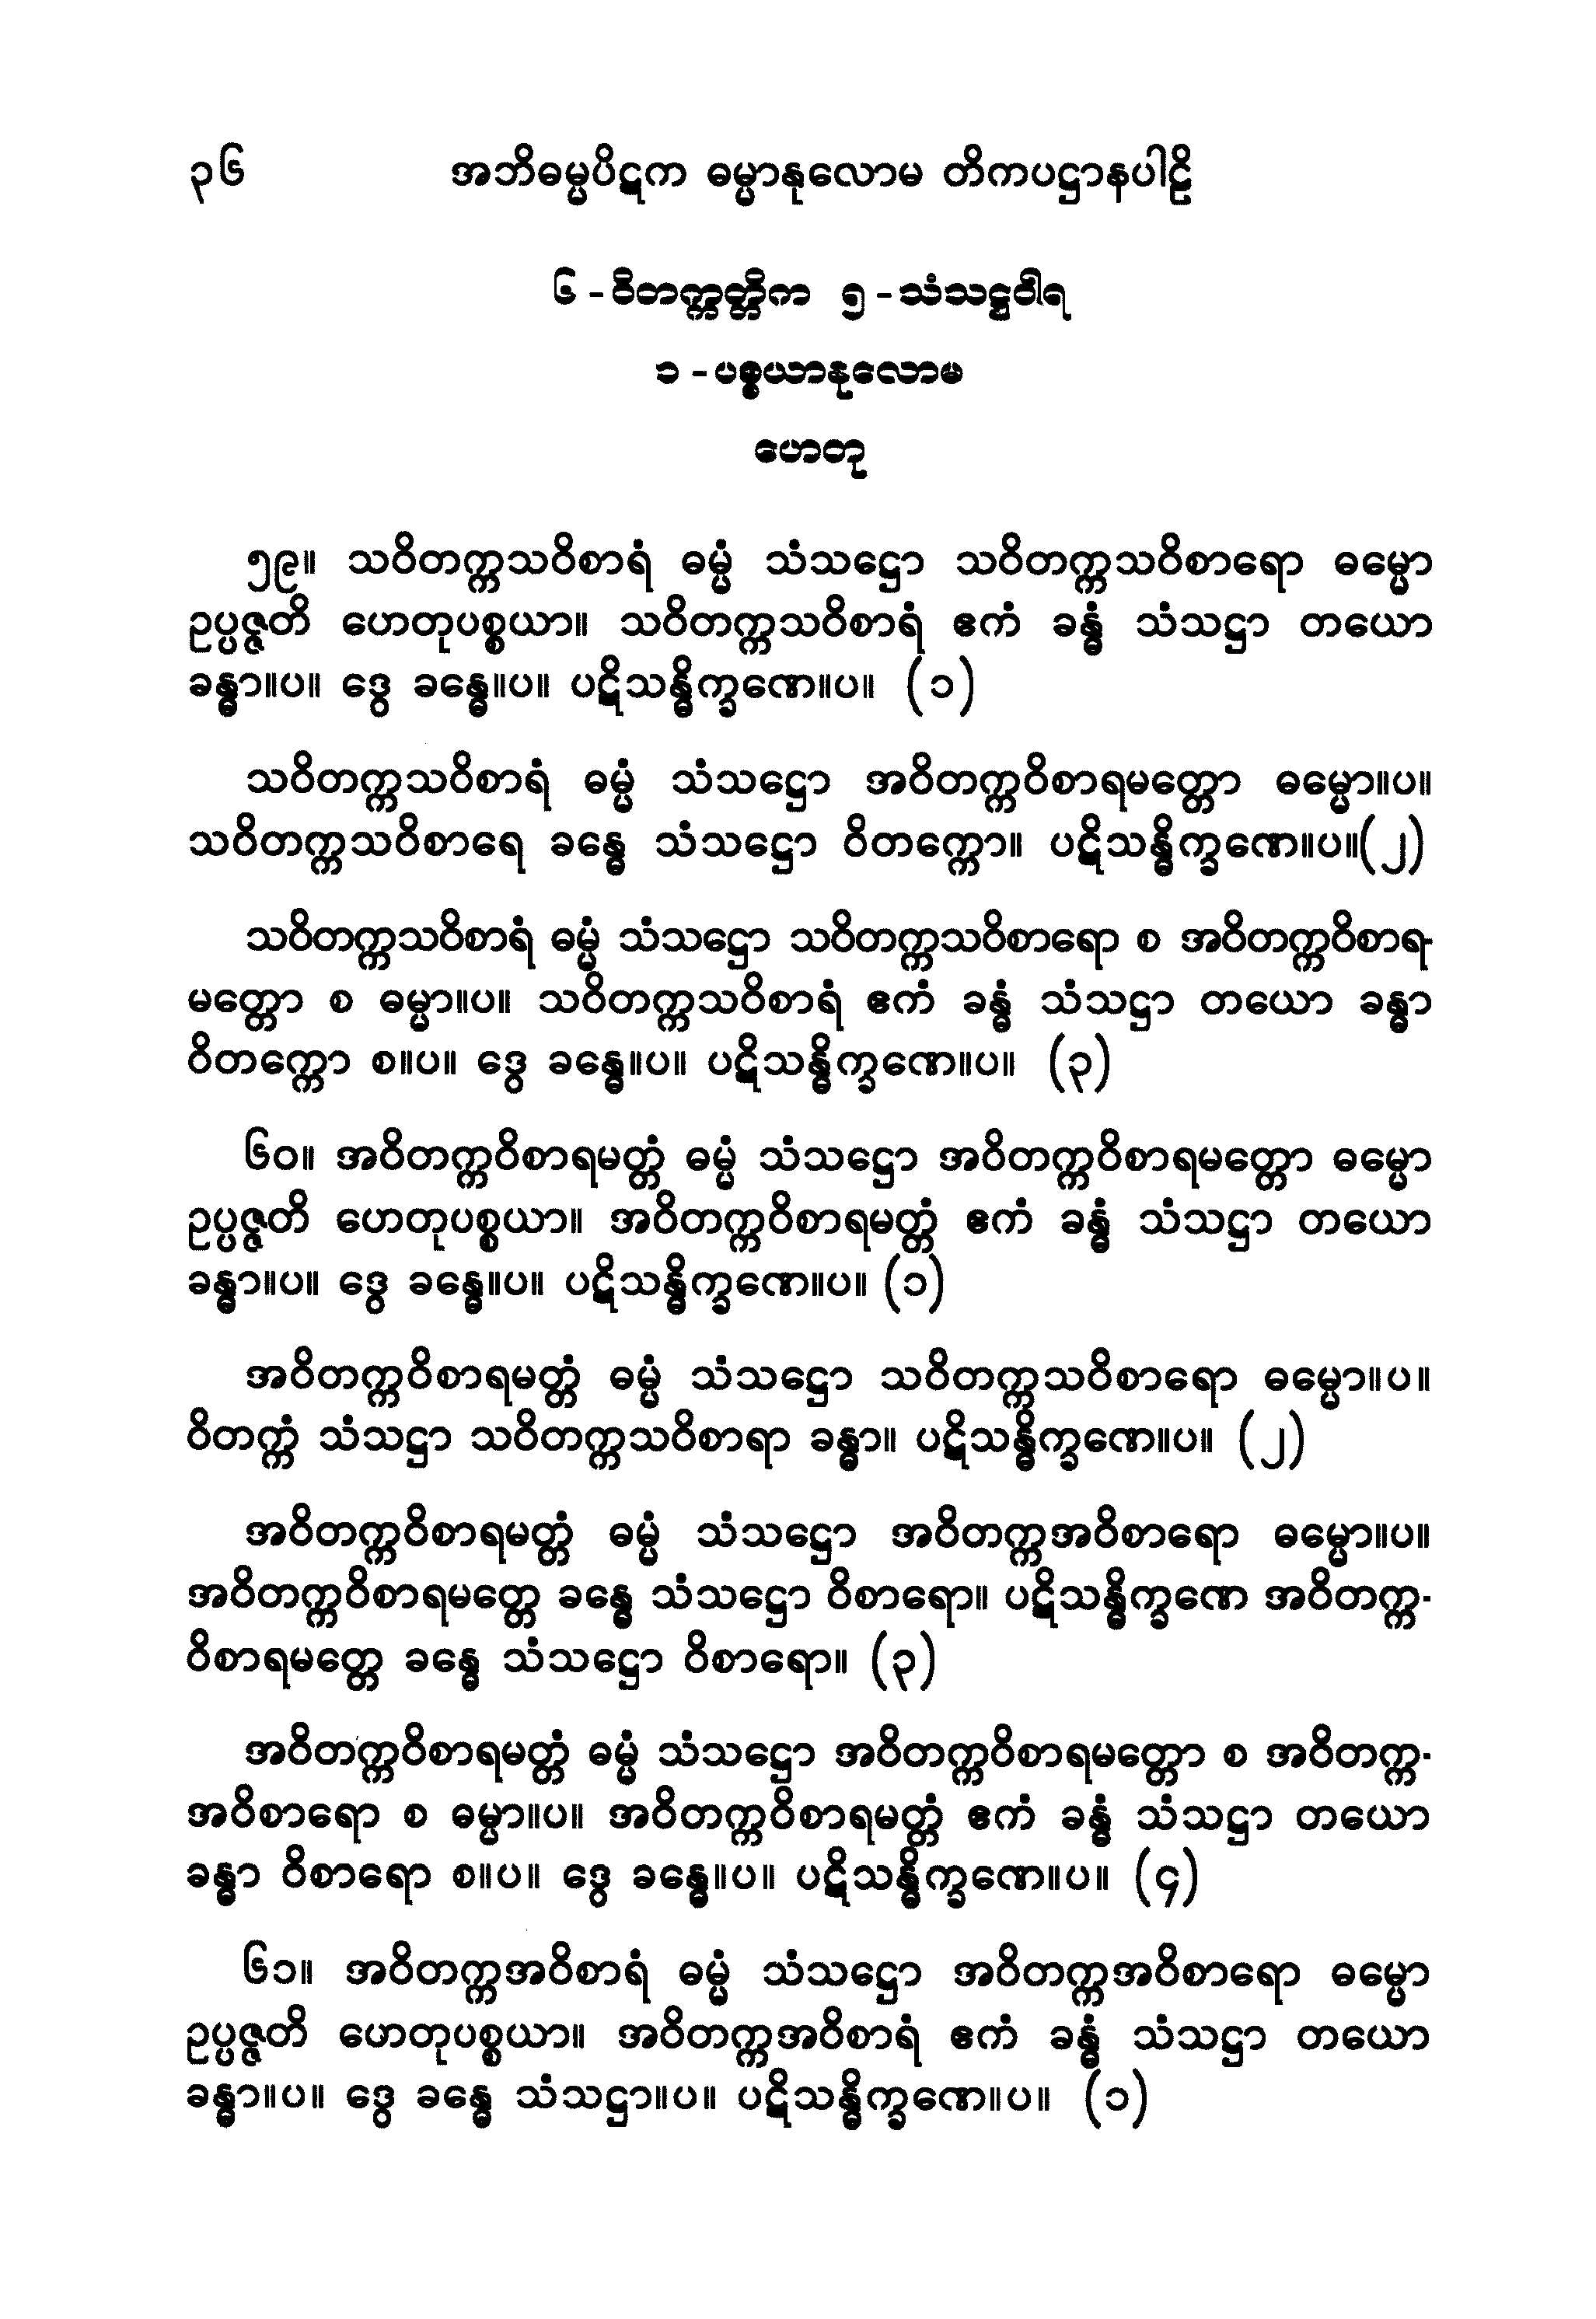 ၃၆ အဘိဓမ္မပိဋက ဓမ္မာနုလောမ တိကပဋ္ဌာနပါဠိ
၆ - ဝိတက္ကတ္တိက ၅ - သံသဋ္ဌဝါရ
၁ - ပစ္စယာနုလောမ
ဟေတု
၅၉။ သဝိတက္ကသဝိစာရံ ဓမ္မံ သံသဋ္ဌော သဝိတက္ကသဝိစာရော ဓမ္မော
ဥပ္ပဇ္ဇတိ ဟေတုပစ္စယာ။ သဝိတက္ကသဝိစာရံ ဧကံ ခန္ဓံ သံသဋ္ဌာ တယော
ခန္ဓာ။ပ။ ဒွေ ခန္ဓေ။ပ။ ပဋိသန္ဓိက္ခဏေ။ပ။ (၁)
သဝိတက္ကသဝိစာရံ ဓမ္မံ သံသဋ္ဌော အဝိတက္ကဝိစာရမတ္တော ဓမ္မော။ပ။
သဝိတက္ကသဝိစာရေ ခန္ဓေ သံသဋ္ဌော ဝိတက္ကော။ ပဋိသန္ဓိက္ခဏေ။ပ။(၂)
သဝိတက္ကသဝိစာရံ ဓမ္မံ သံသဋ္ဌော သဝိတက္ကသဝိစာရော စ အဝိတက္ကဝိစာရ-
မတ္တော စ ဓမ္မာ။ပ။ သဝိတက္ကသဝိစာရံ ဧကံ ခန္ဓံ သံသဋ္ဌာ တယော ခန္ဓာ
ဝိတက္ကော စ။ပ။ ဒွေ ခန္ဓေ။ပ။ ပဋိသန္ဓိက္ခဏေ။ပ။ (၃)
၆၀။ အဝိတက္ကဝိစာရမတ္တံ ဓမ္မံ သံသဋ္ဌော အဝိတက္ကဝိစာရမတ္တော ဓမ္မော
ဥပ္ပဇ္ဇတိ ဟေတုပစ္စယာ။ အဝိတက္ကဝိစာရမတ္တံ ဧကံ ခန္ဓံ သံသဋ္ဌာ တယော
ခန္ဓာ။ပ။ ဒွေ ခန္ဓေ။ပ။ ပဋိသန္ဓိက္ခဏေ။ပ။ (၁)
အဝိတက္ကဝိစာရမတ္တံ ဓမ္မံ သံသဋ္ဌော သဝိတက္ကသဝိစာရော ဓမ္မော။ပ။
ဝိတက္ကံ သံသဋ္ဌာ သဝိတက္ကသဝိစာရာ ခန္ဓာ။ ပဋိသန္ဓိက္ခဏေ။ပ။ (၂)
အဝိတက္ကဝိစာရမတ္တံ ဓမ္မံ သံသဋ္ဌော အဝိတက္ကအဝိစာရော ဓမ္မော။ပ။
အဝိတက္ကဝိစာရမတ္တေ ခန္ဓေ သံသဋ္ဌော ဝိစာရော။ ပဋိသန္ဓိက္ခဏေ အဝိတက္က-
ဝိစာရမတ္တေ ခန္ဓေ သံသဋ္ဌော ဝိစာရော။ (၃)
အဝိတက္ကဝိစာရမတ္တံ ဓမ္မံ သံသဋ္ဌော အဝိတက္ကဝိစာရမတ္တော စ အဝိတက္က-
အဝိစာရော စ ဓမ္မာ။ပ။ အဝိတက္ကဝိစာရမတ္တံ ဧကံ ခန္ဓံ သံသဋ္ဌာ တယော
ခန္ဓာ ဝိစာရော စ။ပ။ ဒွေ ခန္ဓေ။ပ။ ပဋိသန္ဓိက္ခဏေ။ပ။ (၄)
၆၁။ အဝိတက္ကအဝိစာရံ ဓမ္မံ သံသဋ္ဌော အဝိတက္ကအဝိစာရော ဓမ္မော
ဥပ္ပဇ္ဇတိ ဟေတုပစ္စယာ။ အဝိတက္ကအဝိစာရံ ဧကံ ခန္ဓံ သံသဋ္ဌာ တယော
ခန္ဓာ။ပ။ ဒွေ ခန္ဓေ သံသဋ္ဌာ။ပ။ ပဋိသန္ဓိက္ခဏေ။ပ။ (၁)